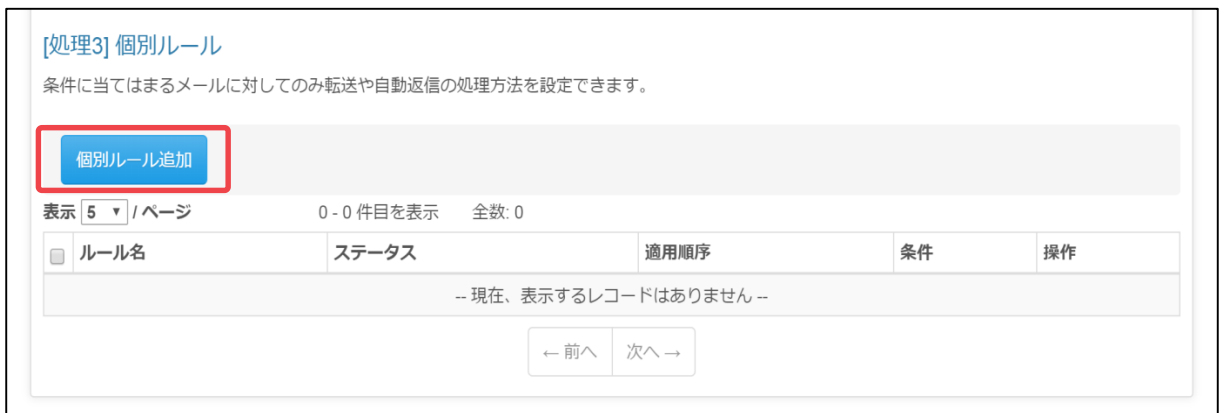 [処理3] 個別ルール
条件に当てはまるメールに対してのみ転送や自動返信の処理方法を設定できます。
個別ルール追加
表示 5 ▼ / ページ 0 - 0 件目を表示 全数: 0
ルール名 ステータス 適用順序 条件 操作
-- 現在、表示するレコードはありません --
← 前へ 次へ →